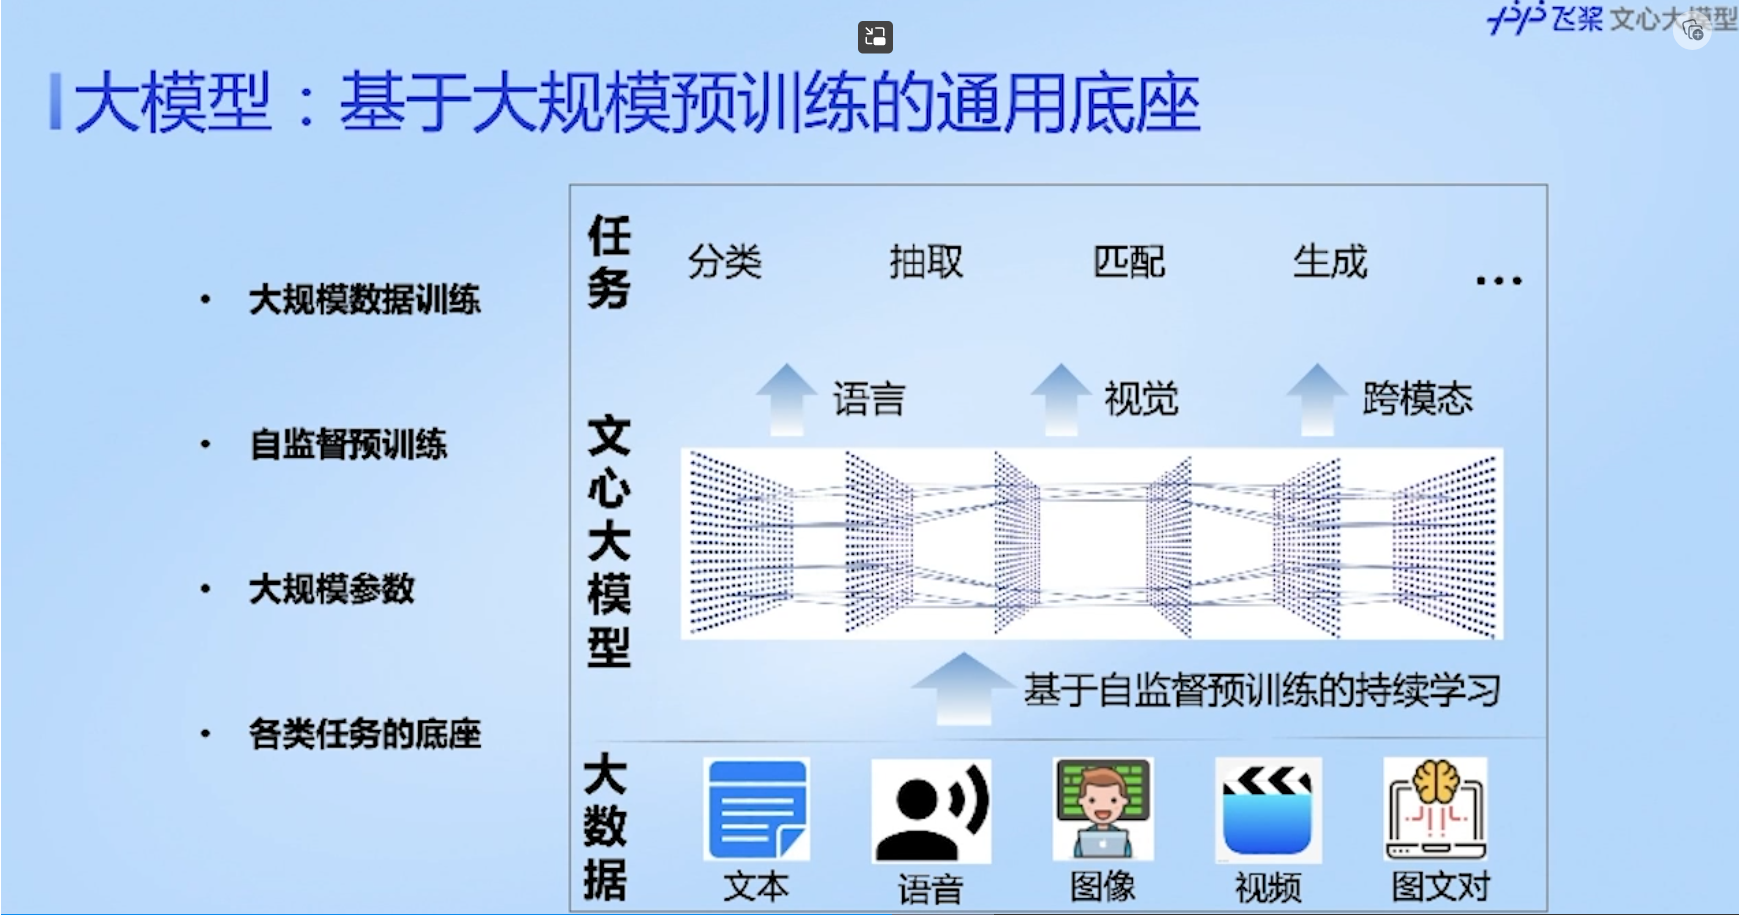 飞桨 文心大模型
大模型：基于大规模预训练的通用底座
• 大规模数据训练
• 自监督预训练
• 大规模参数
• 各类任务的底座
任务
分类 抽取 匹配 生成 ...
语言 视觉 跨模态
文心大模型
基于自监督预训练的持续学习
大数据
文本 语音 图像 视频 图文对